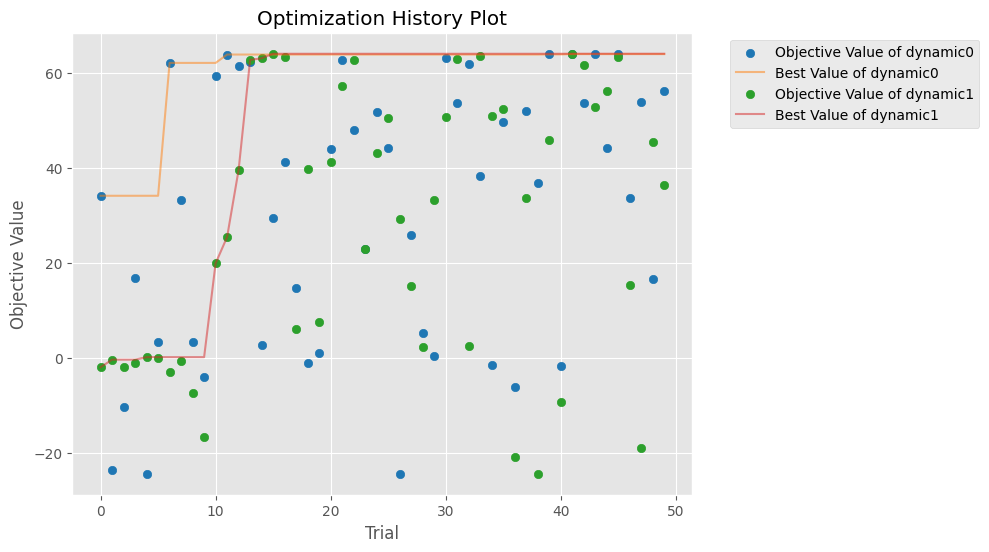 Optimization History Plot
Objective Value of dynamic0
Best Value of dynamic0
Objective Value of dynamic1
Best Value of dynamic1
Objective Value
60
40
20
0
−20
0 10 20 30 40 50
Trial